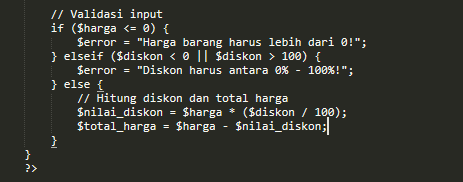 // Validasi input
if ($harga <= 0) {
$error = "Harga barang harus lebih dari 0!";
} elseif ($diskon < 0 || $diskon > 100) {
$error = "Diskon harus antara 0% - 100%!";
} else {
// Hitung diskon dan total harga
$nilai_diskon = $harga * ($diskon / 100);
$total_harga = $harga - $nilai_diskon;
}
}
?>